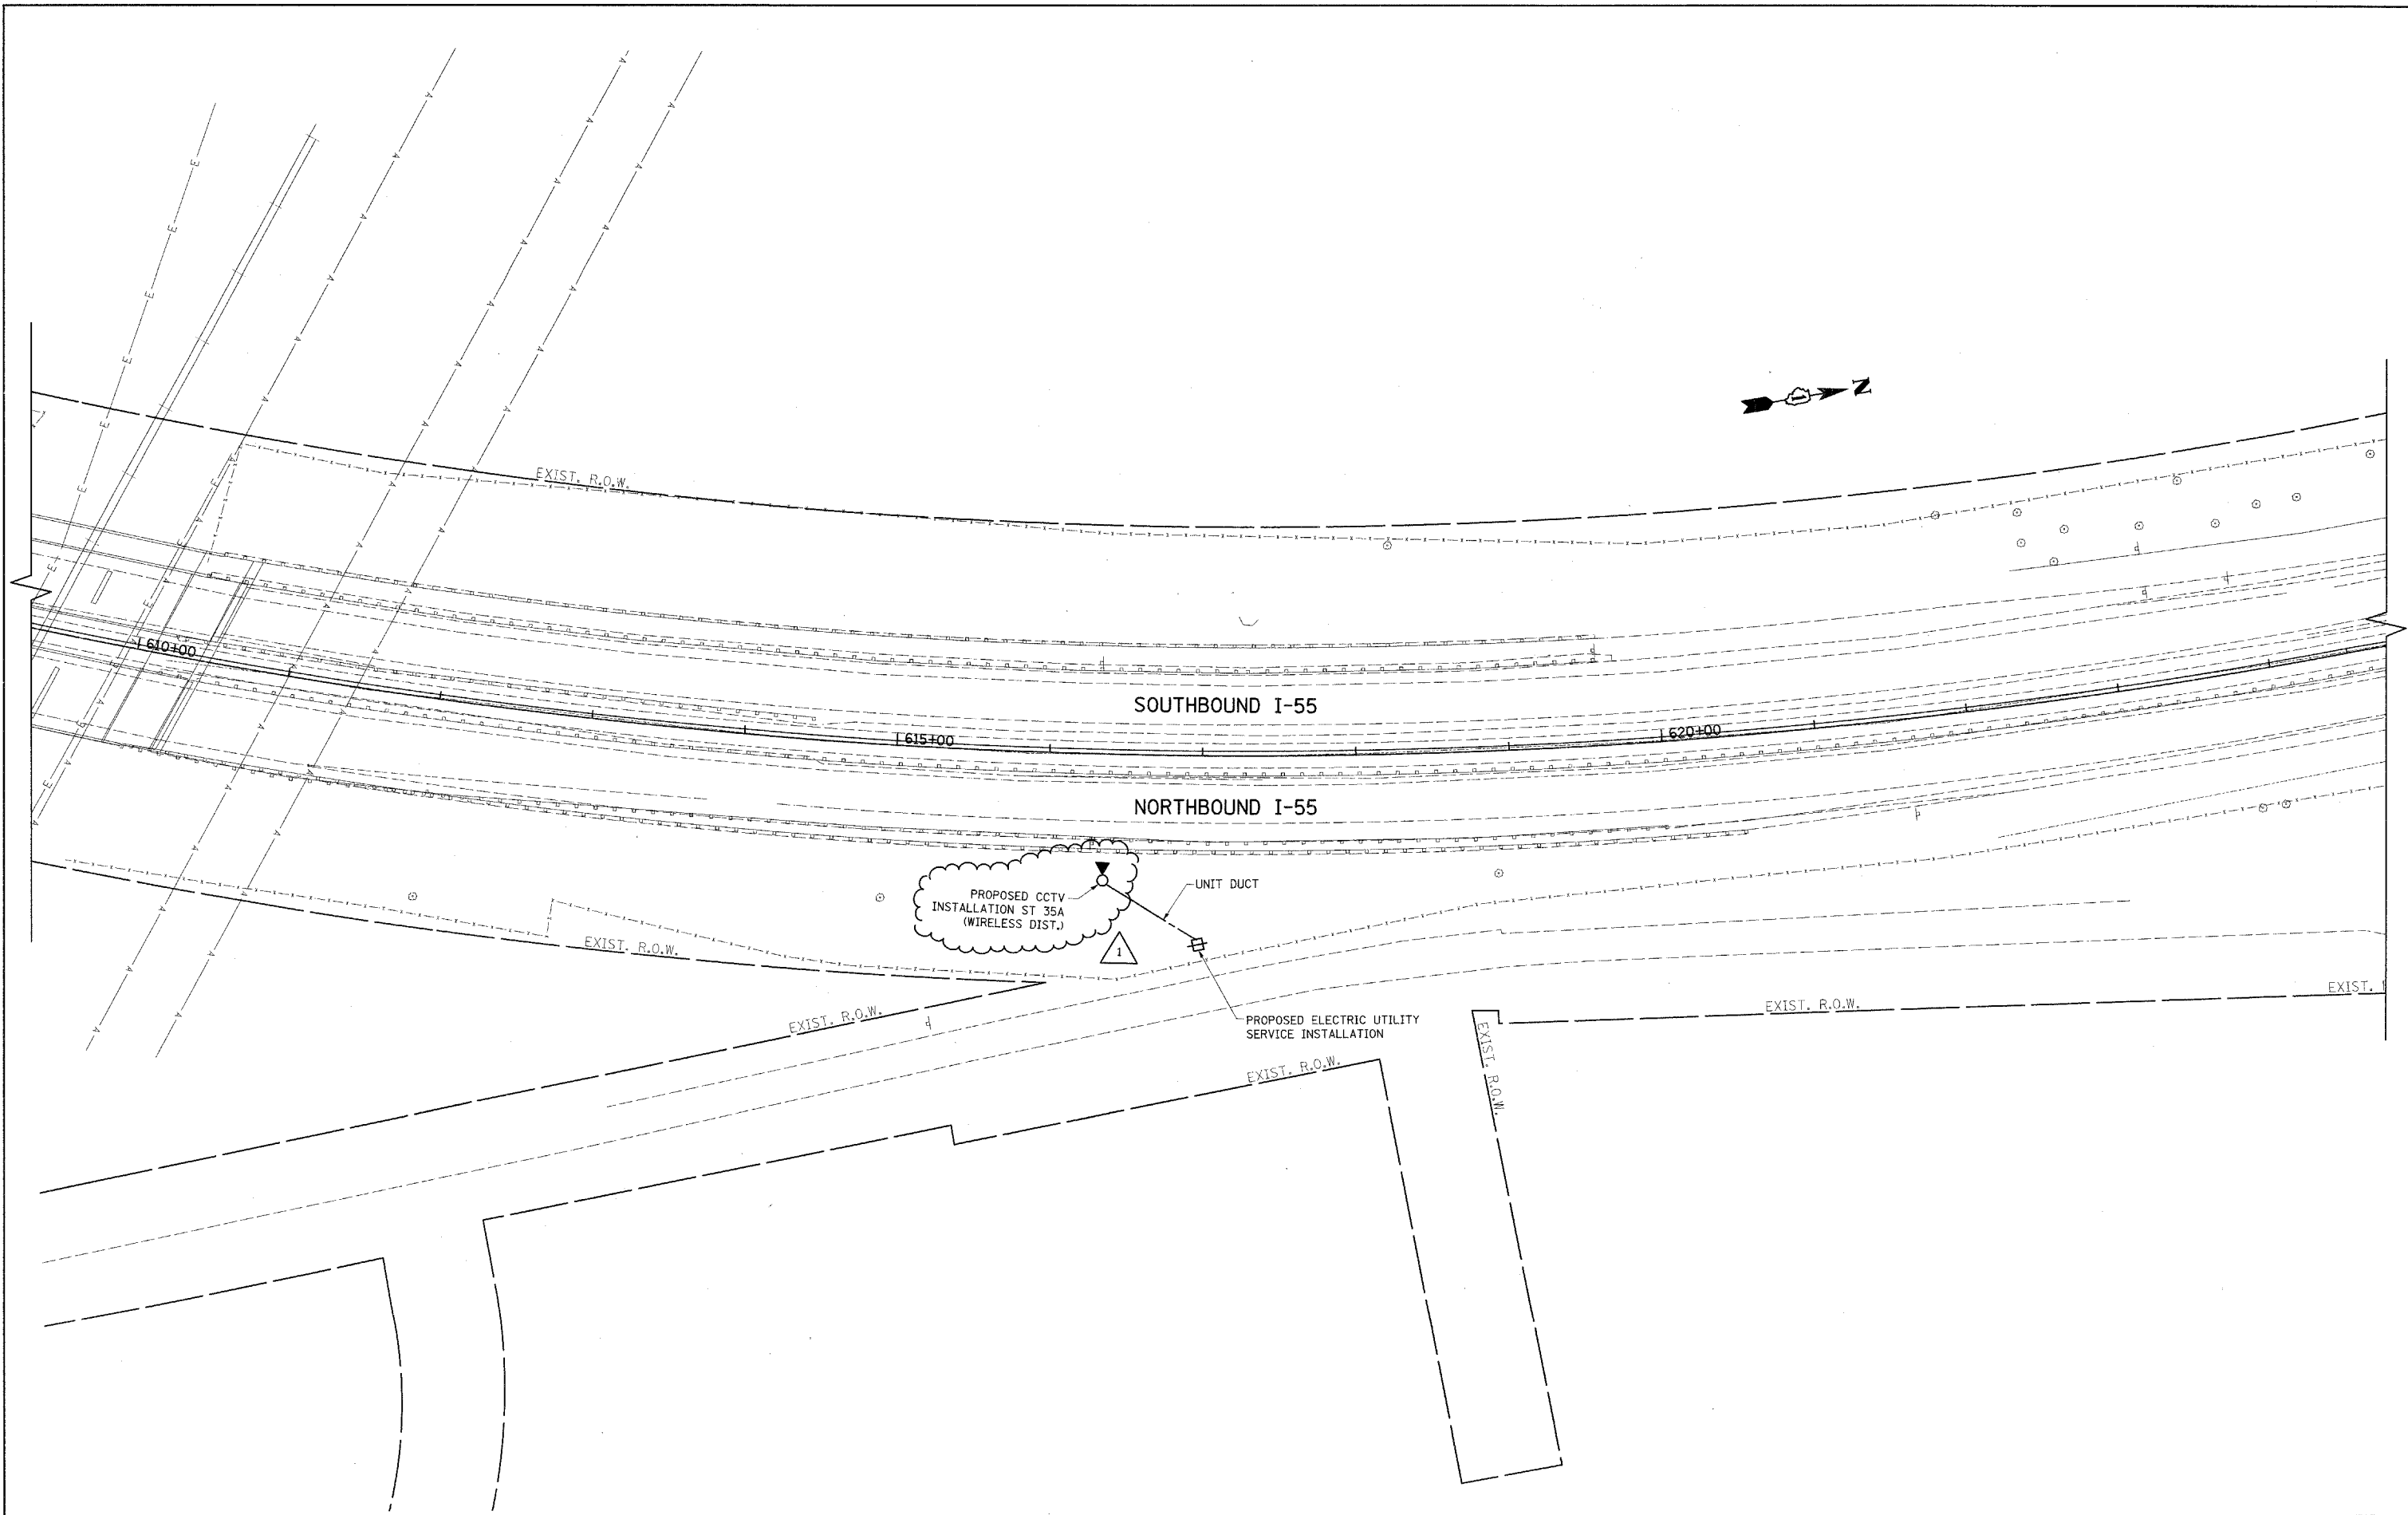 N
EXIST. R.O.W.
610+00
SOUTHBOUND I-55
615+00
620+00
NORTHBOUND I-55
PROPOSED CCTV
INSTALLATION ST 35A
(WIRELESS DIST.)
UNIT DUCT
1
EXIST. R.O.W.
EXIST. R.O.W.
PROPOSED ELECTRIC UTILITY
SERVICE INSTALLATION
EXIST. R.O.W.
EXIST. R.O.W.
EXIST. R.O.W.
EXIST.